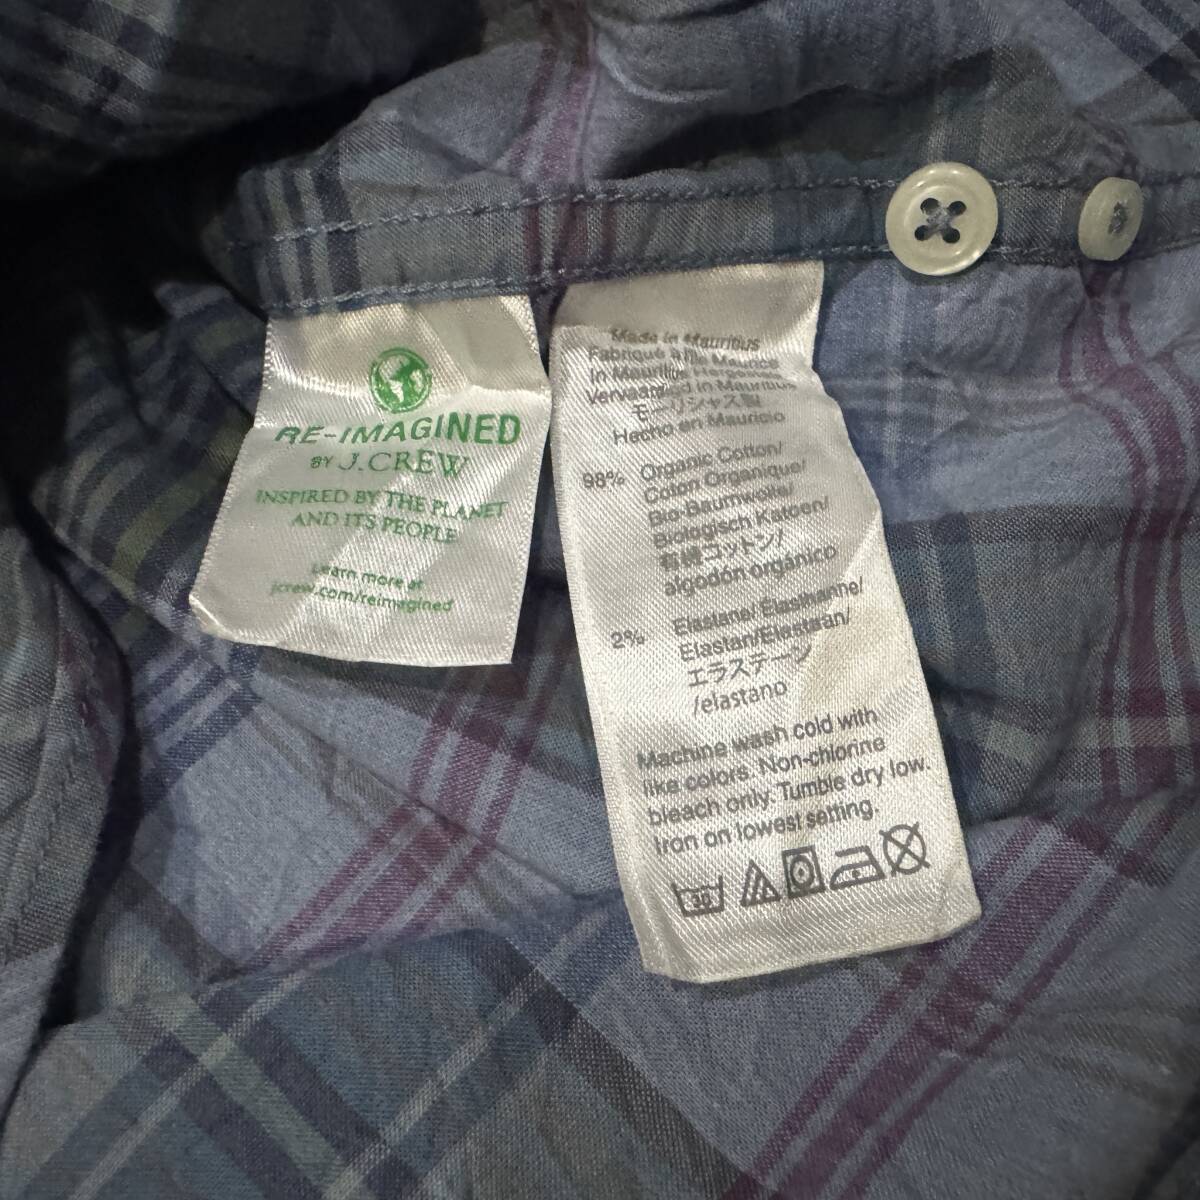 RE-IMAGINED
BY J.CREW
INSPIRED BY THE PLANET
AND ITS PEOPLE
Learn more at
jcrew.com/reimagined
Made in Mauritius
Fabriqué à l'île Maurice
In Mauritius Hergestellt
Vervaardigd in Mauritius
モーリシャス製
Hecho en Mauricio
98% Organic Cotton/
Coton Organique/
Bio-Baumwolle/
Biologisch Katoen/
有機コットン/
algodón orgánico
2% Elastane/ Elasthanne/
Elastan/Elastaan/
エラステーン
/elastano
Machine wash cold with
like colors. Non-chlorine
bleach only. Tumble dry low.
Iron on lowest setting.
30